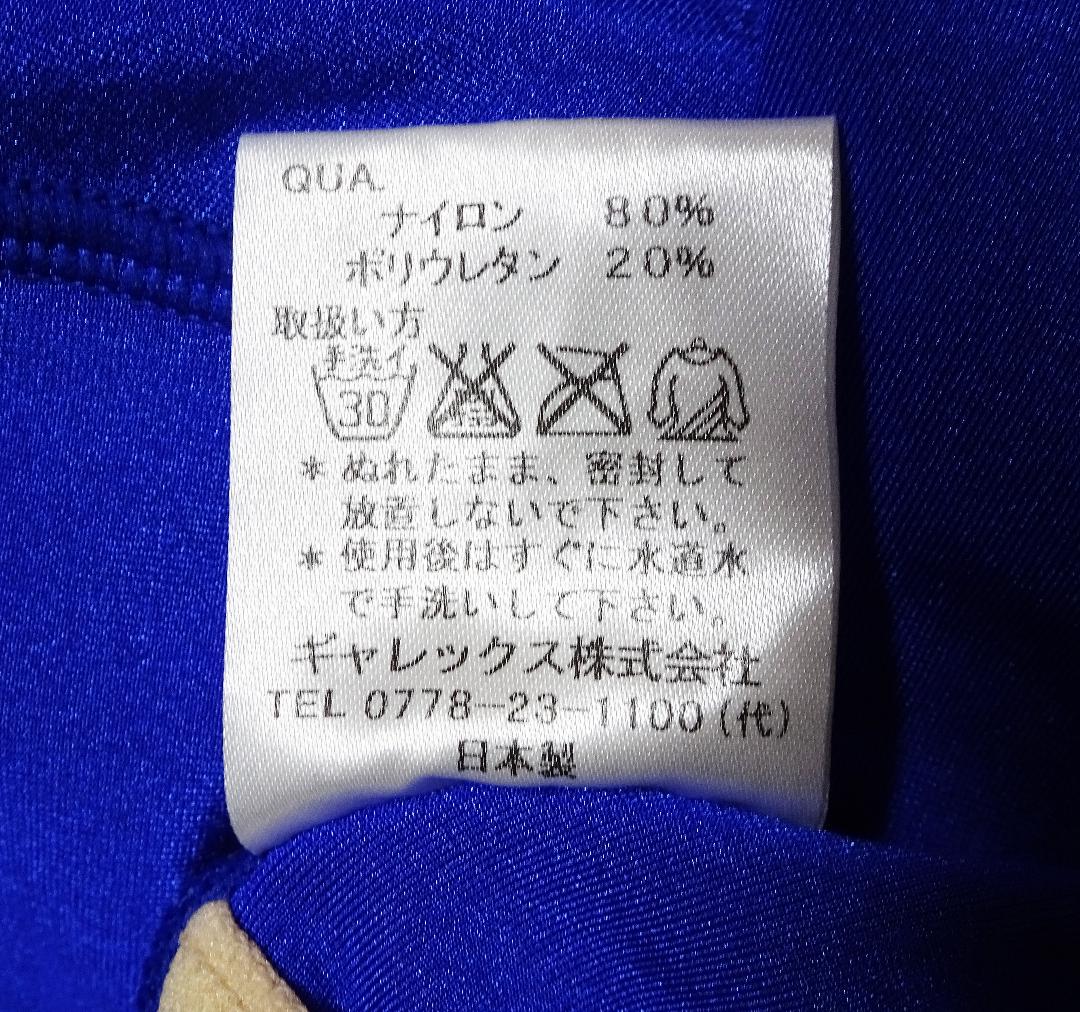 QUA.
ナイロン 80%
ポリウレタン 20%
取扱い方
手洗イ
30
＊ぬれたまま、密封して
放置しないで下さい。
＊使用後はすぐに水道水
で手洗いして下さい。
ギャレックス株式会社
TEL 0778-23-1100(代)
日本製